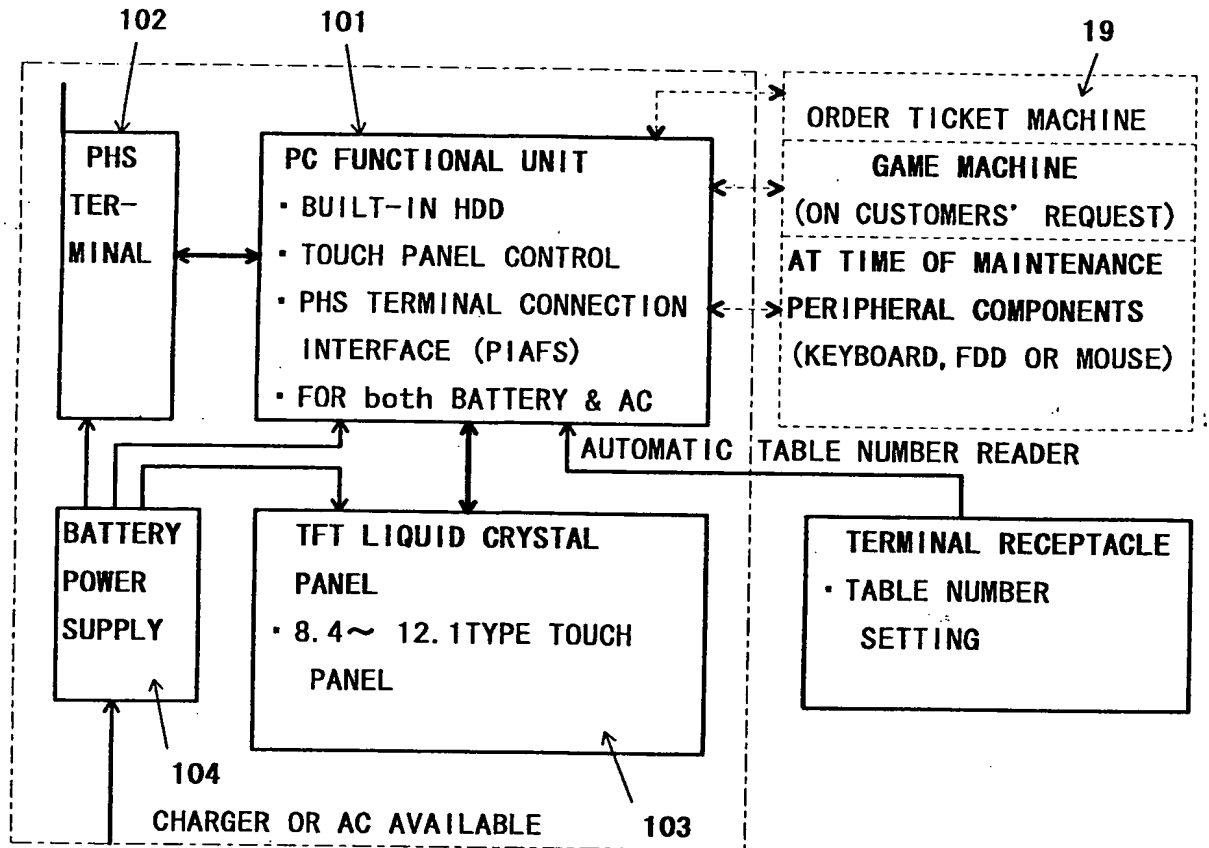 102
101
19
PHS
TER-
MINAL
PC FUNCTIONAL UNIT
・BUILT-IN HDD
・TOUCH PANEL CONTROL
・PHS TERMINAL CONNECTION
INTERFACE (PIAFS)
・FOR both BATTERY & AC
ORDER TICKET MACHINE
GAME MACHINE
(ON CUSTOMERS' REQUEST)
AT TIME OF MAINTENANCE
PERIPHERAL COMPONENTS
(KEYBOARD, FDD OR MOUSE)
AUTOMATIC TABLE NUMBER READER
BATTERY
POWER
SUPPLY
TFT LIQUID CRYSTAL
PANEL
・8.4〜 12.1TYPE TOUCH
PANEL
TERMINAL RECEPTACLE
・TABLE NUMBER
SETTING
104
CHARGER OR AC AVAILABLE
103